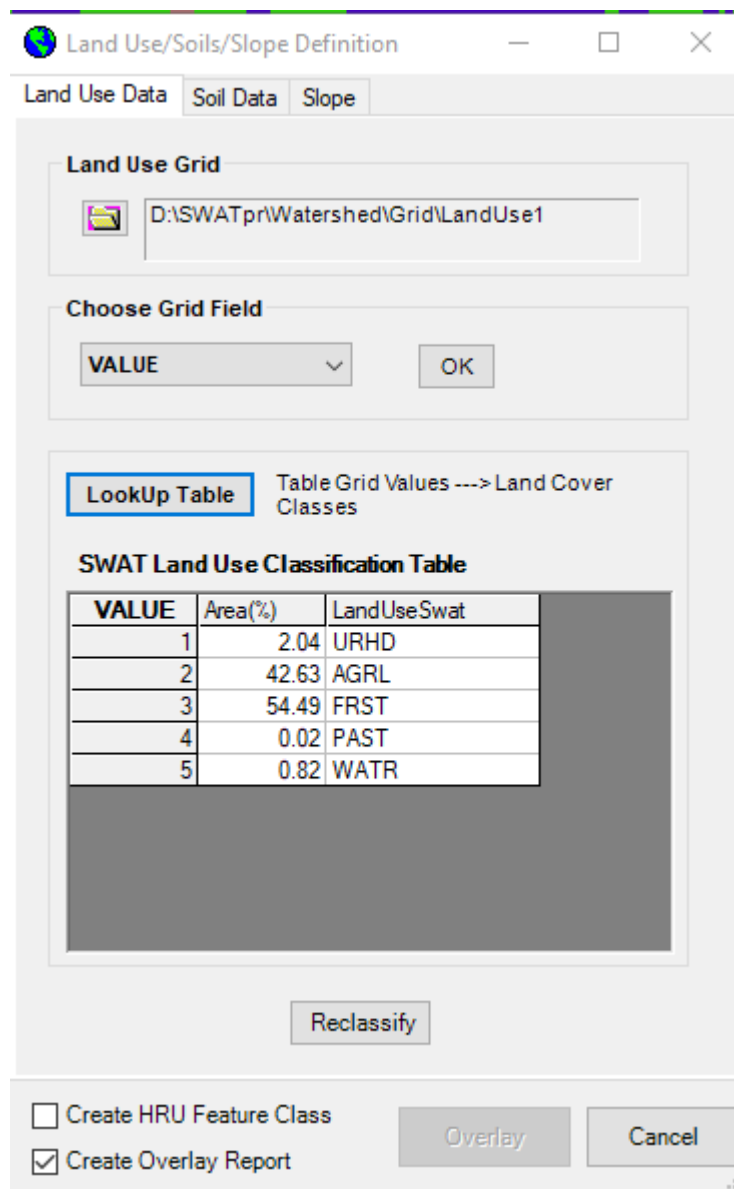 Land Use/Soils/Slope Definition
Land Use Data Soil Data Slope
Land Use Grid
D:\SWATpr\Watershed\Grid\LandUse1
Choose Grid Field
VALUE OK
LookUp Table Table Grid Values ---> Land Cover
Classes
SWAT Land Use Classification Table
VALUE Area(%) LandUseSwat
1 2.04 URHD
2 42.63 AGRL
3 54.49 FRST
4 0.02 PAST
5 0.82 WATR
Reclassify
Create HRU Feature Class
Overlay Cancel
Create Overlay Report